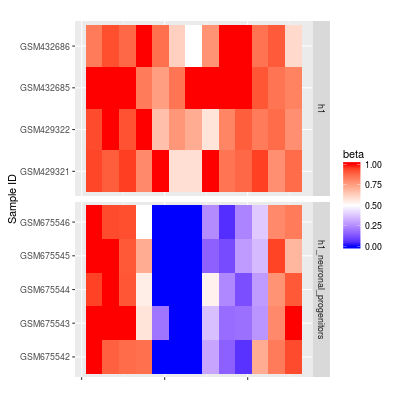 Sample ID
GSM432686
GSM432685
GSM429322
GSM429321
h1
GSM675546
GSM675545
GSM675544
GSM675543
GSM675542
h1_neuronal_progenitors
beta
1.00
0.75
0.50
0.25
0.00